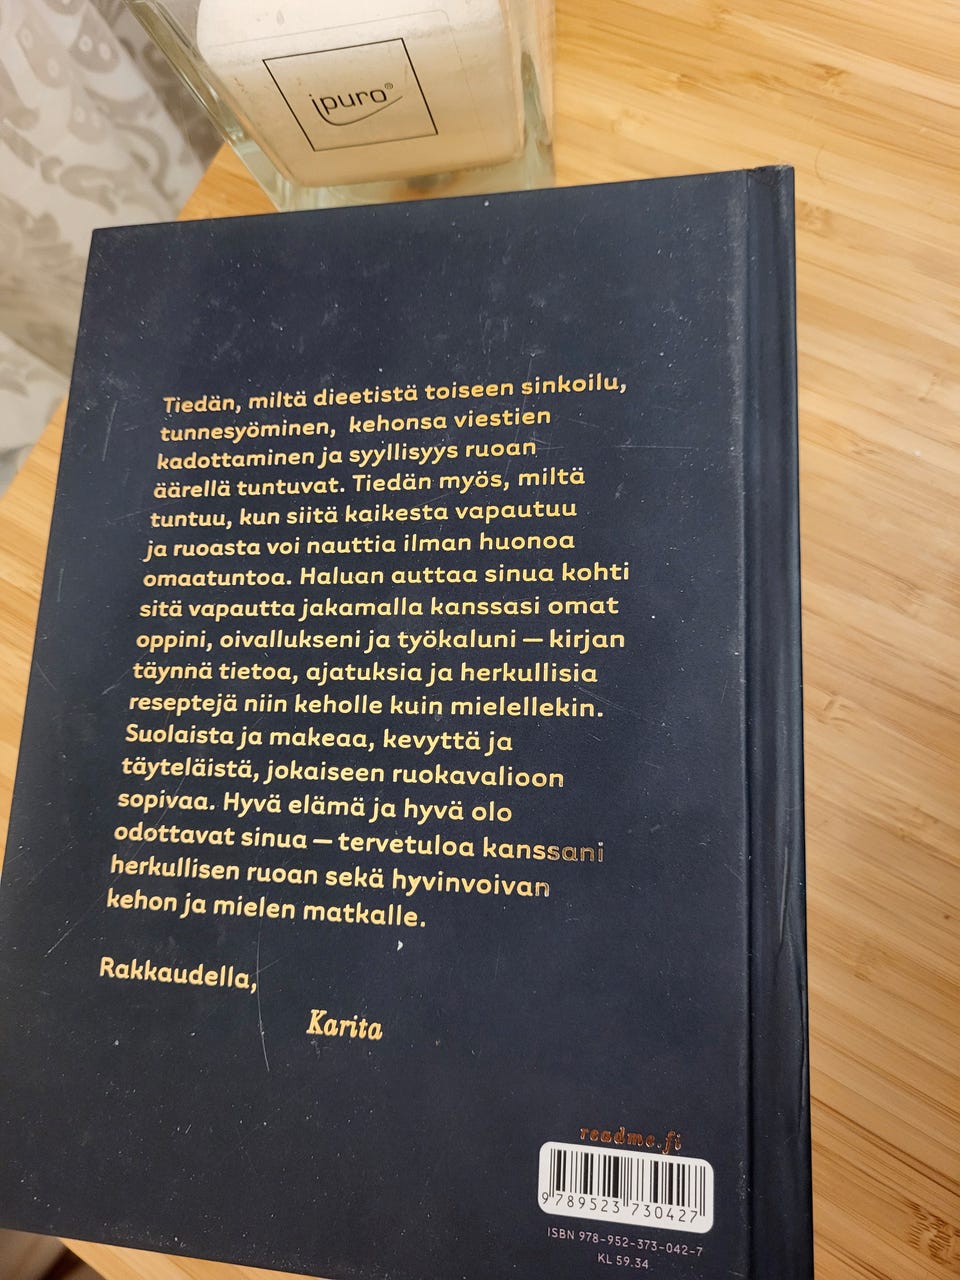 ipuro®
Tiedän, miltä dieetistä toiseen sinkoilu,
tunnesyöminen, kehonsa viestien
kadottaminen ja syyllisyys ruoan
äärellä tuntuvat. Tiedän myös, miltä
tuntuu, kun siitä kaikesta vapautuu
ja ruoasta voi nauttia ilman huonoa
omaatuntoa. Haluan auttaa sinua kohti
sitä vapautta jakamalla kanssasi omat
oppini, oivallukseni ja työkaluni — kirjan
täynnä tietoa, ajatuksia ja herkullisia
reseptejä niin keholle kuin mielellekin.
Suolaista ja makeaa, kevyttä ja
täyteläistä, jokaiseen ruokavalioon
sopivaa. Hyvä elämä ja hyvä olo
odottavat sinua — tervetuloa kanssani
herkullisen ruoan sekä hyvinvoivan
kehon ja mielen matkalle.
Rakkaudella,
Karita
readme.fi
9 789523 730427
ISBN 978-952-373-042-7
KL 59.34